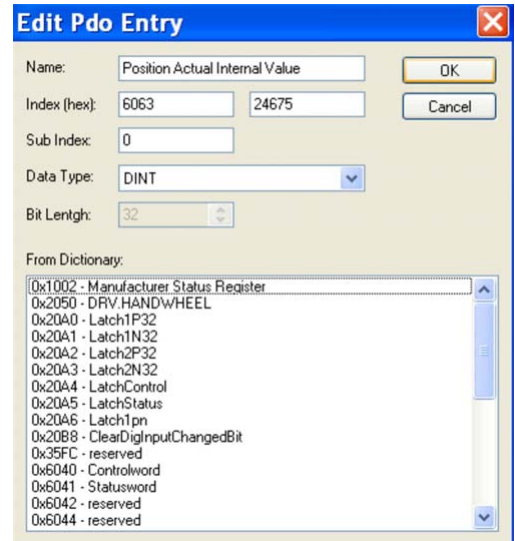 Edit Pdo Entry
Name: Position Actual Internal Value OK
Index (hex): 6063 24675 Cancel
Sub Index: 0
Data Type: DINT
Bit Lentgh: 32
From Dictionary:
0x1002 - Manufacturer Status Register
0x2050 - DRV.HANDWHEEL
0x20A0 - Latch1P32
0x20A1 - Latch1N32
0x20A2 - Latch2P32
0x20A3 - Latch2N32
0x20A4 - LatchControl
0x20A5 - LatchStatus
0x20A6 - Latch1pn
0x20B8 - ClearDigInputChangedBit
0x35FC - reserved
0x6040 - Controlword
0x6041 - Statusword
0x6042 - reserved
0x6044 - reserved